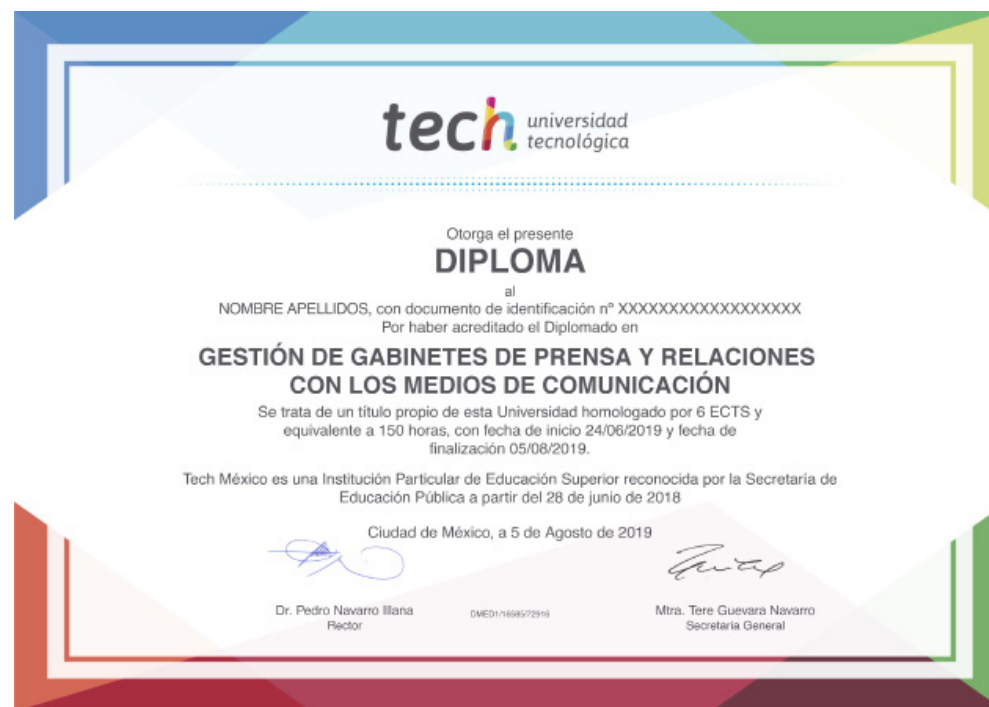 tech universidad
tecnológica
Otorga el presente
DIPLOMA
al
NOMBRE APELLIDOS, con documento de identificación nº XXXXXXXXXXXXXXXXXX
Por haber acreditado el Diplomado en
GESTIÓN DE GABINETES DE PRENSA Y RELACIONES
CON LOS MEDIOS DE COMUNICACIÓN
Se trata de un título propio de esta Universidad homologado por 6 ECTS y
equivalente a 150 horas, con fecha de inicio 24/06/2019 y fecha de
finalización 05/08/2019.
Tech México es una Institución Particular de Educación Superior reconocida por la Secretaría de
Educación Pública a partir del 28 de junio de 2018
Ciudad de México, a 5 de Agosto de 2019
Dr. Pedro Navarro Illana
Rector
Mtra. Tere Guevara Navarro
Secretaria General